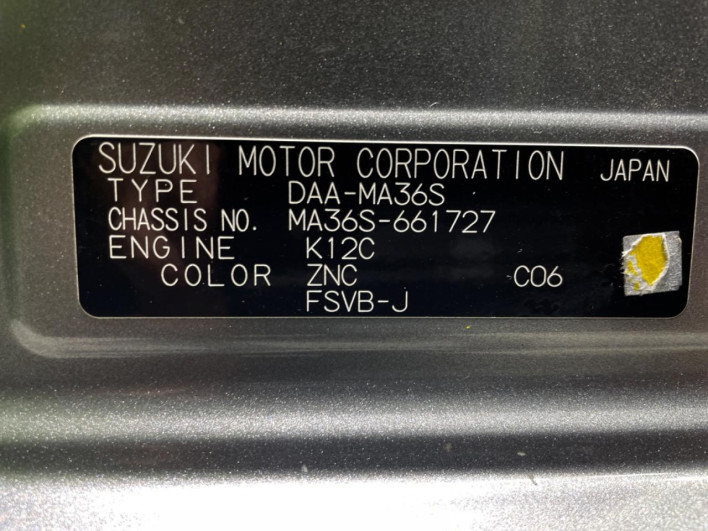 SUZUKI MOTOR CORPORATION JAPAN
TYPE DAA-MA36S
CHASSIS NO. MA36S-661727
ENGINE K12C
COLOR ZNC C06
FSVB-J